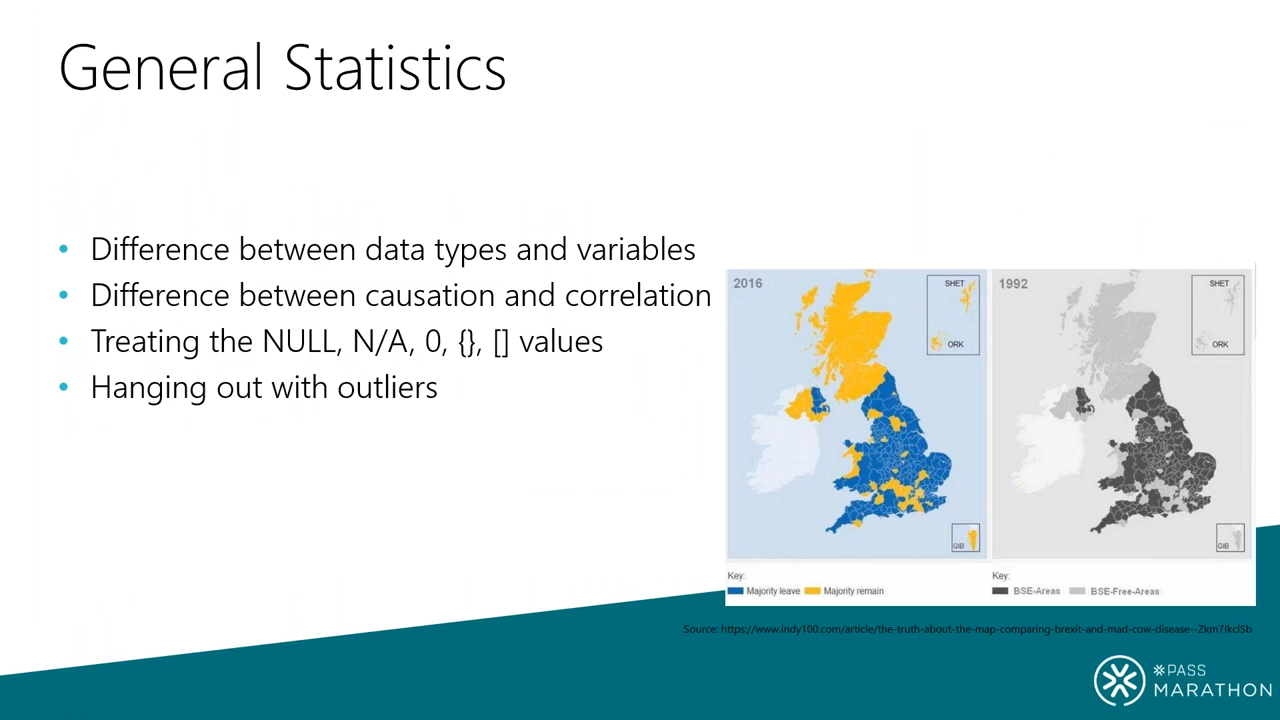 General Statistics
• Difference between data types and variables
• Difference between causation and correlation
• Treating the NULL, N/A, 0, {}, [] values
• Hanging out with outliers
2016
SHET
ORK
GIB
Key:
Majority leave
Majority remain
1992
SHET
ORK
GIB
Key:
BSE-Areas
BSE-Free-Areas
Source: https://www.indy100.com/article/the-truth-about-the-map-comparing-brexit-and-mad-cow-disease--Zkm7IkclSb
PASS
MARATHON